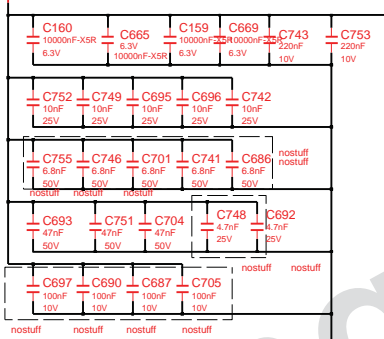 C160 C665 C159 C669 C743 C753
10000nF-X5R 6.3V 10000nF-X5R 10000nF-X5R 220nF 220nF
6.3V 10000nF-X5R 6.3V 6.3V 10V 10V
C752 C749 C695 C696 C742
10nF 10nF 10nF 10nF 10nF
25V 25V 25V 25V 25V
C755 C746 C701 C741 C686 nostuff
6.8nF 6.8nF 6.8nF 6.8nF 6.8nF nostuff
50V 50V 50V 50V 50V
nostuff nostuff nostuff
C693 C751 C704 C748 C692
47nF 47nF 47nF 4.7nF 4.7nF
50V 50V 50V 25V 25V
nostuff nostuff
C697 C690 C687 C705
100nF 100nF 100nF 100nF
10V 10V 10V 10V
nostuff nostuff nostuff nostuff